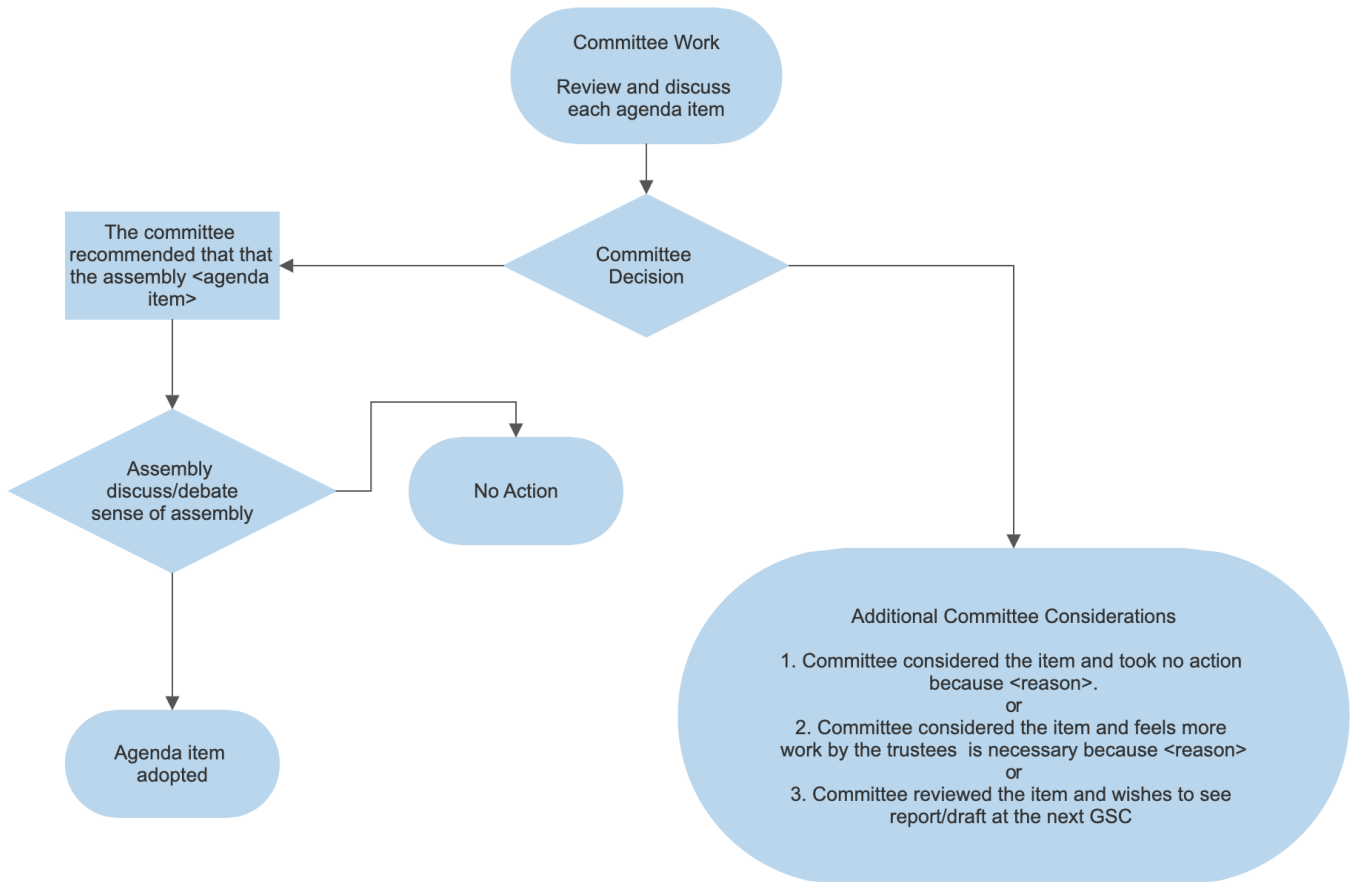 Committee Work
Review and discuss
each agenda item
Committee
Decision
The committee
recommended that that
the assembly <agenda
item>
Assembly
discuss/debate
sense of assembly
No Action
Agenda item
adopted
Additional Committee Considerations
1. Committee considered the item and took no action
because <reason>.
or
2. Committee considered the item and feels more
work by the trustees  is necessary because <reason>
or
3. Committee reviewed the item and wishes to see
report/draft at the next GSC